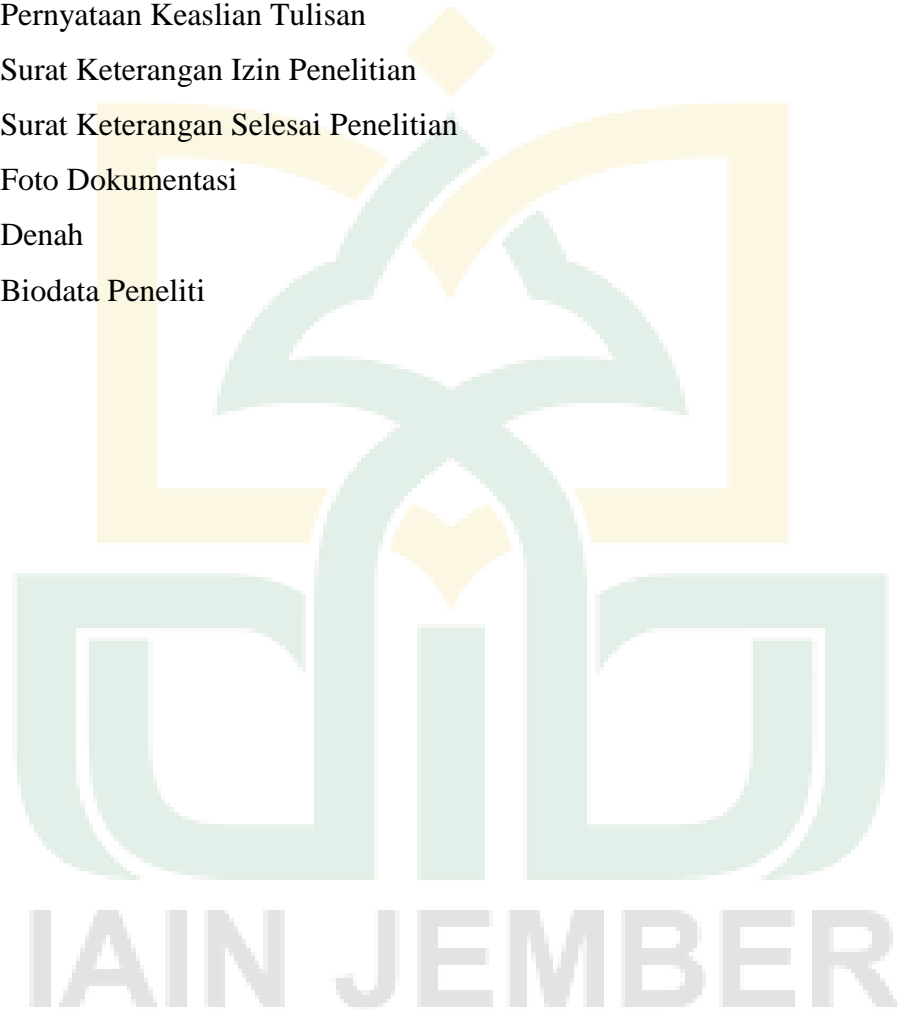 Pernyataan Keaslian Tulisan
Surat Keterangan Izin Penelitian
Surat Keterangan Selesai Penelitian
Foto Dokumentasi
Denah
Biodata Peneliti
IAIN JEMBER